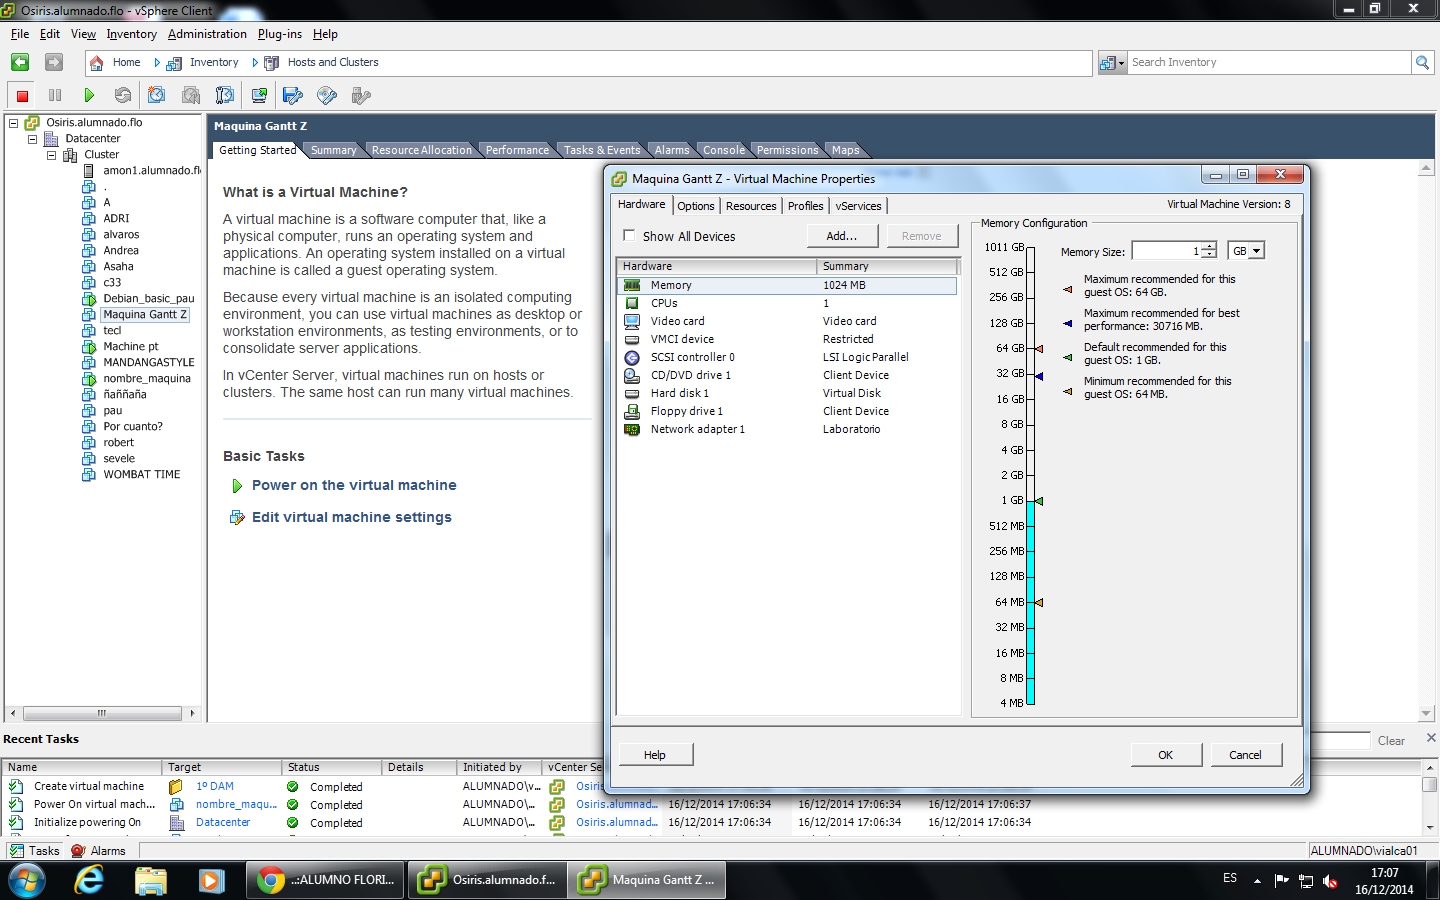 Osiris.alumnado.flo - vSphere Client
File Edit View Inventory Administration Plug-ins Help
Home Inventory Hosts and Clusters
Search Inventory
Osiris.alumnado.flo
Datacenter
Cluster
amon1.alumnado.fl
.
A
ADRI
alvaros
Andrea
Asaha
c33
Debian_basic_pau
Maquina Gantt Z
tecl
Machine pt
MANDANGASTYLE
nombre_maquina
ñaññaña
pau
Por cuanto?
robert
sevele
WOMBAT TIME
Maquina Gantt Z
Getting Started Summary Resource Allocation Performance Tasks & Events Alarms Console Permissions Maps
What is a Virtual Machine?
A virtual machine is a software computer that, like a
physical computer, runs an operating system and
applications. An operating system installed on a virtual
machine is called a guest operating system.
Because every virtual machine is an isolated computing
environment, you can use virtual machines as desktop or
workstation environments, as testing environments, or to
consolidate server applications.
In vCenter Server, virtual machines run on hosts or
clusters. The same host can run many virtual machines.
Basic Tasks
Power on the virtual machine
Edit virtual machine settings
Maquina Gantt Z - Virtual Machine Properties
Hardware Options Resources Profiles vServices
Virtual Machine Version: 8
Show All Devices
Add...
Remove
Hardware Summary
Memory 1024 MB
CPUs 1
Video card Video card
VMCI device Restricted
SCSI controller 0 LSI Logic Parallel
CD/DVD drive 1 Client Device
Hard disk 1 Virtual Disk
Floppy drive 1 Client Device
Network adapter 1 Laboratorio
Memory Configuration
1011 GB
512 GB
256 GB
128 GB
64 GB
32 GB
16 GB
8 GB
4 GB
2 GB
1 GB
512 MB
256 MB
128 MB
64 MB
32 MB
16 MB
8 MB
4 MB
Memory Size: 1 GB
Maximum recommended for this
guest OS: 64 GB.
Maximum recommended for best
performance: 30716 MB.
Default recommended for this
guest OS: 1 GB.
Minimum recommended for this
guest OS: 64 MB.
Help
OK
Cancel
Recent Tasks
Clear
Name Target Status Details Initiated by vCenter Se
Create virtual machine 1º DAM Completed ALUMNADO\v... Osiris.alumnad...
Power On virtual mach... nombre_maqu... Completed ALUMNADO\... Osiris.alumnad... 16/12/2014 17:06:34 16/12/2014 17:06:34 16/12/2014 17:06:37
Initialize powering On Datacenter Completed ALUMNADO\... Osiris.alumnad... 16/12/2014 17:06:34 16/12/2014 17:06:34 16/12/2014 17:06:34
Tasks Alarms
ALUMNADO\vialca01
..:ALUMNO FLORI...
Osiris.alumnado.f...
Maquina Gantt Z ...
ES
17:07
16/12/2014